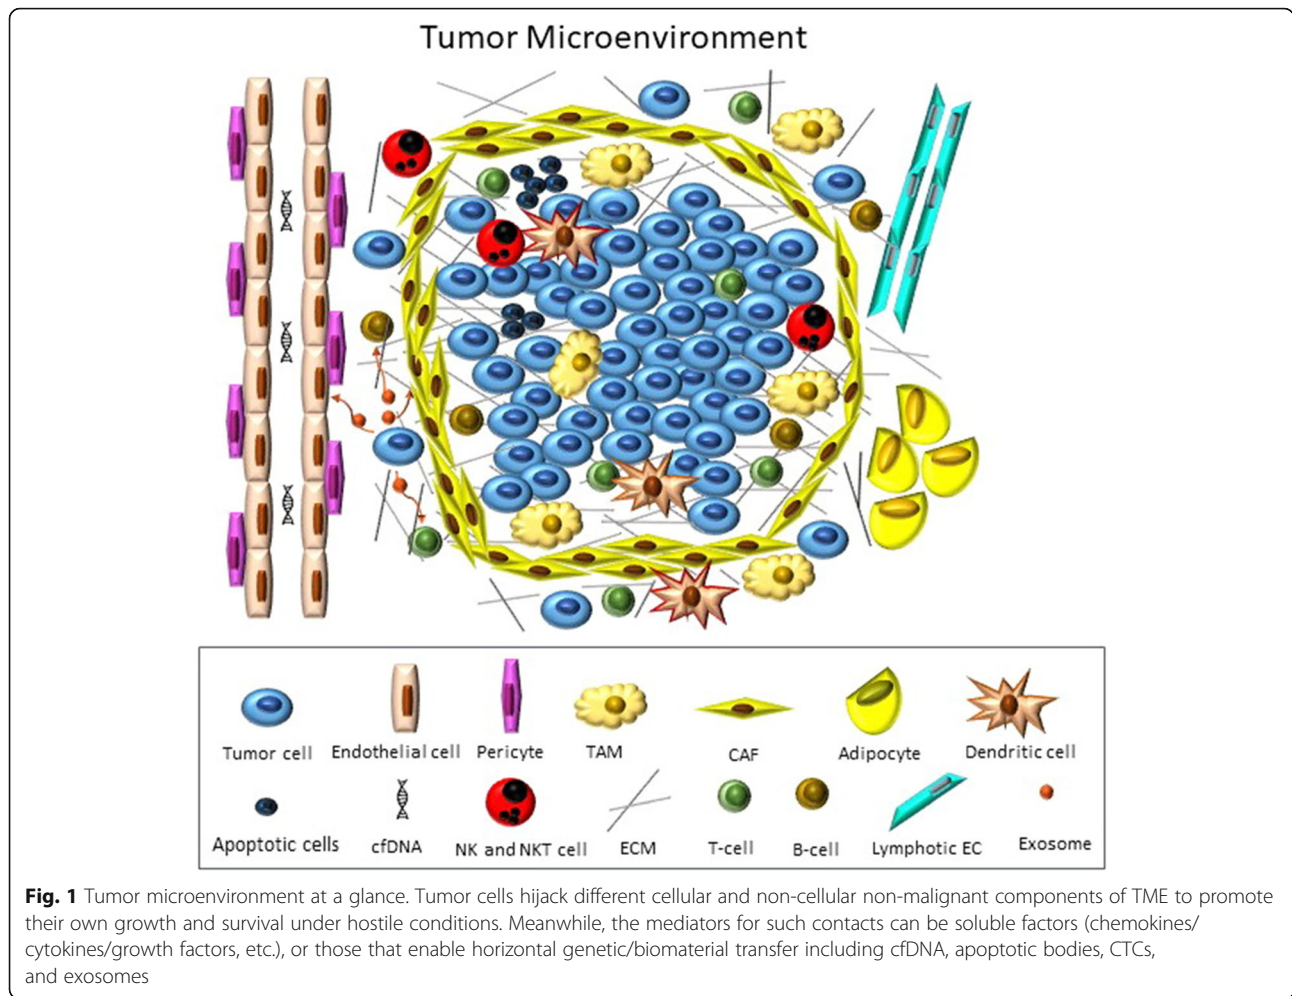 Tumor Microenvironment
Tumor cell Endothelial cell Pericyte TAM CAF Adipocyte Dendritic cell
Apoptotic cells cfDNA NK and NKT cell ECM T-cell B-cell Lymphotic EC Exosome
Fig. 1 Tumor microenvironment at a glance. Tumor cells hijack different cellular and non-cellular non-malignant components of TME to promote
their own growth and survival under hostile conditions. Meanwhile, the mediators for such contacts can be soluble factors (chemokines/
cytokines/growth factors, etc.), or those that enable horizontal genetic/biomaterial transfer including cfDNA, apoptotic bodies, CTCs,
and exosomes